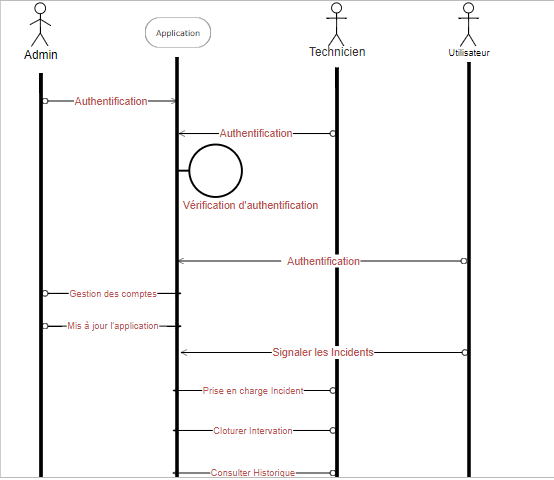 Admin
Application
Technicien
Utilisateur
Authentification
Authentification
Vérification d'authentification
Authentification
Gestion des comptes
Mis à jour l'application
Signaler les Incidents
Prise en charge Incident
Cloturer Intervation
Consulter Historique